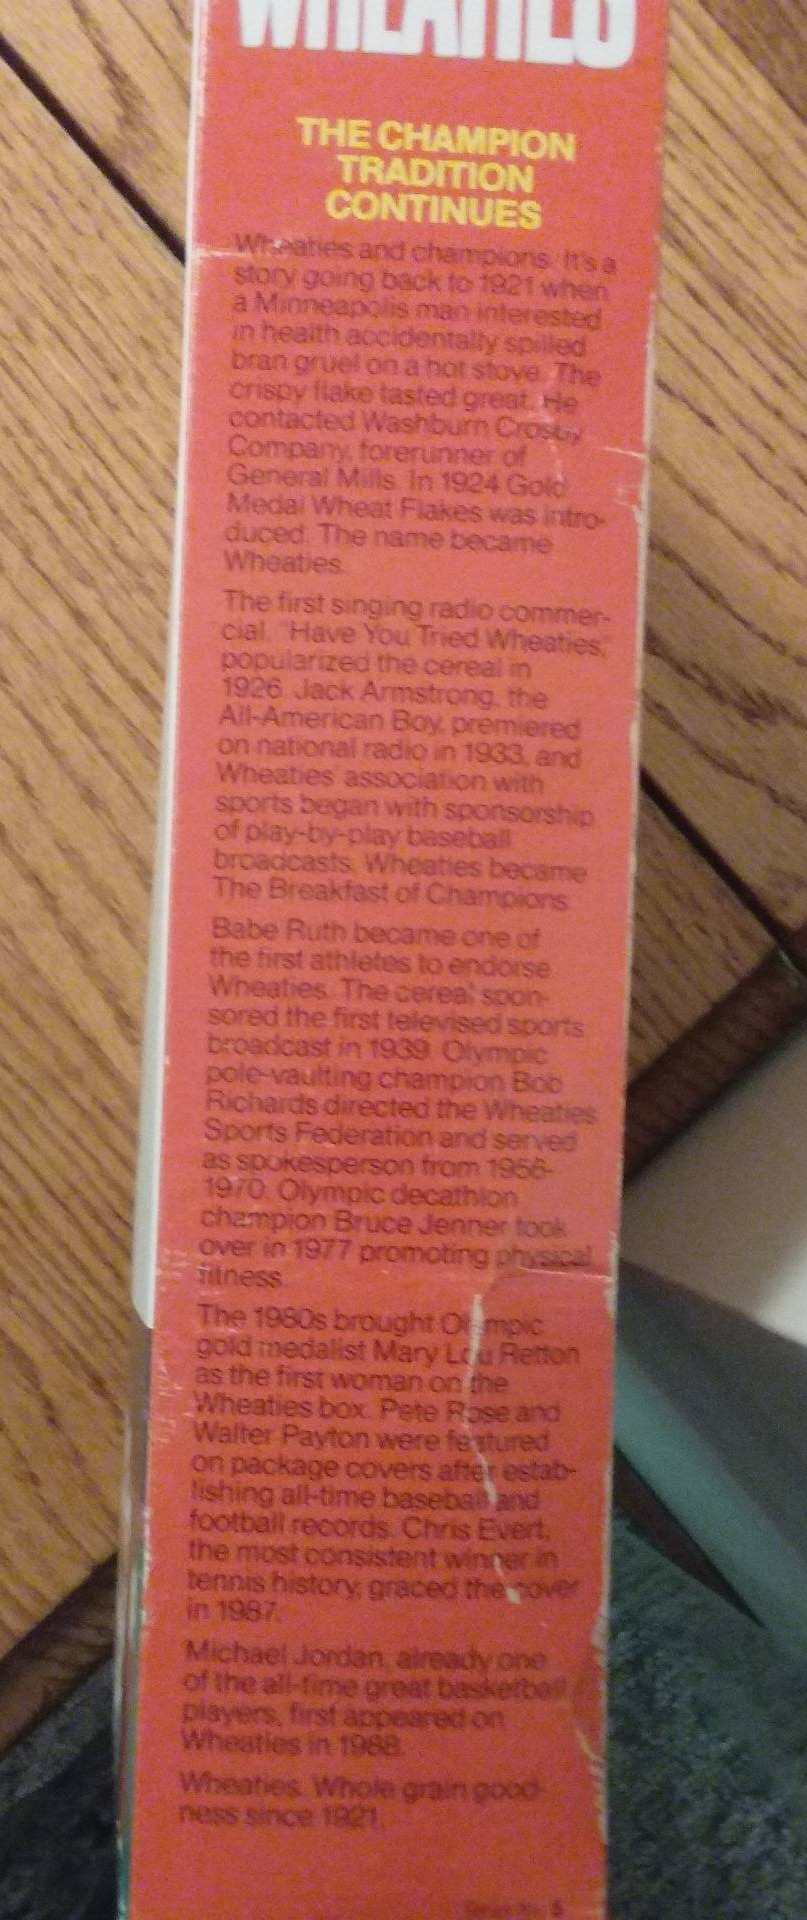 WHEATIES
THE CHAMPION
TRADITION
CONTINUES
Wheaties and champions. It's a
story going back to 1921 when
a Minneapolis man interested
in health accidentally spilled
bran gruel on a hot stove. The
crispy flake tasted great. He
contacted Washburn Crosby
Company, forerunner of
General Mills. In 1924 Gold
Medal Wheat Flakes was intro-
duced. The name became
Wheaties.
The first singing radio commer-
cial, "Have You Tried Wheaties,"
popularized the cereal in
1926. Jack Armstrong, the
All-American Boy, premiered
on national radio in 1933, and
Wheaties' association with
sports began with sponsorship
of play-by-play baseball
broadcasts. Wheaties became
The Breakfast of Champions.
Babe Ruth became one of
the first athletes to endorse
Wheaties. The cereal spon-
sored the first televised sports
broadcast in 1939. Olympic
pole-vaulting champion Bob
Richards directed the Wheaties
Sports Federation and served
as spokesperson from 1956-
1970. Olympic decathlon
champion Bruce Jenner took
over in 1977 promoting physical
fitness.
The 1980s brought Olympic
gold medalist Mary Lou Retton
as the first woman on the
Wheaties box. Pete Rose and
Walter Payton were featured
on package covers after estab-
lishing all-time baseball and
football records. Chris Evert,
the most consistent winner in
tennis history, graced the cover
in 1987.
Michael Jordan, already one
of the all-time great basketball
players, first appeared on
Wheaties in 1988.
Wheaties. Whole grain good-
ness since 1921.